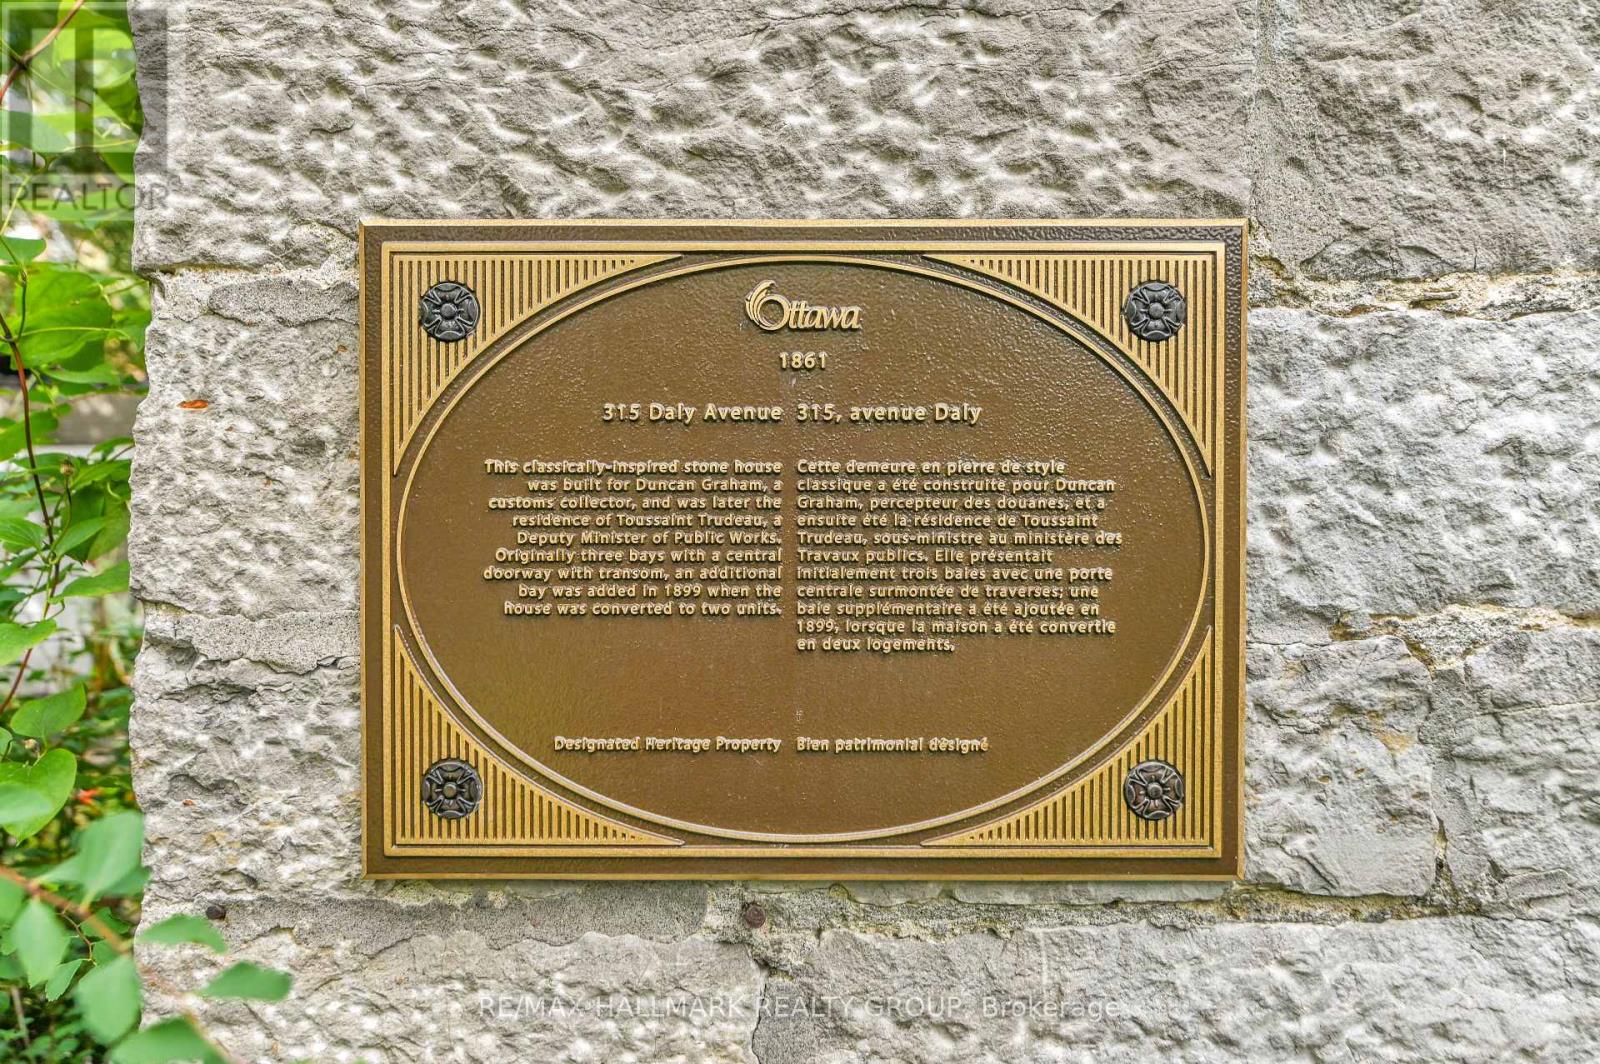 REALTOR
Ottawa
1861
315 Daly Avenue
This classically-inspired stone house
was built for Duncan Graham, a
customs collector, and was later the
residence of Toussaint Trudeau, a
Deputy Minister of Public Works.
Originally three bays with a central
doorway with transom, an additional
bay was added in 1899 when the
house was converted to two units.
Designated Heritage Property
315, avenue Daly
Cette demeure en pierre de style
classique a été construite pour Duncan
Graham, percepteur des douanes, et a
ensuite été la résidence de Toussaint
Trudeau, sous-ministre au ministère des
Travaux publics. Elle présentait
initialement trois baies avec une porte
centrale surmontée de traverses; une
baie supplémentaire a été ajoutée en
1899, lorsque la maison a été convertie
en deux logements.
Bien patrimonial désigné
RE/MAX HALLMARK REALTY GROUP, Brokerage